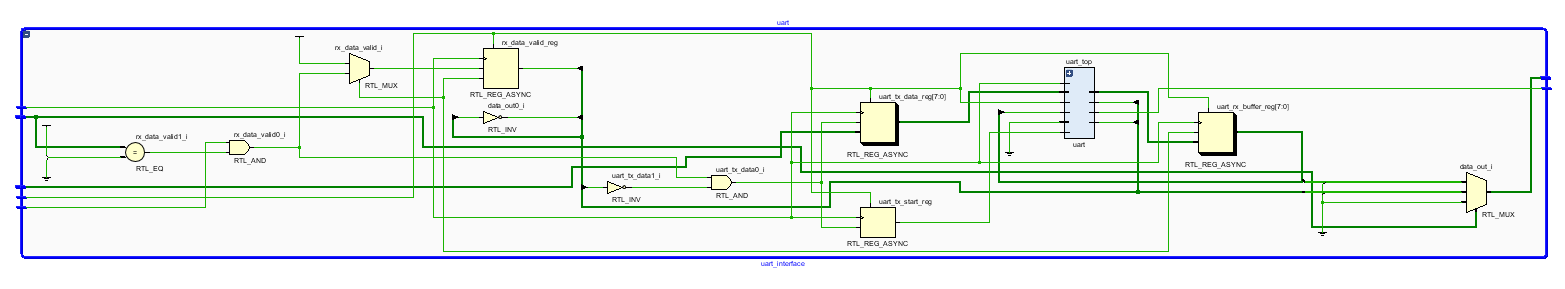 uart
rx_data_valid_i
RTL_MUX
rx_data_valid_reg
RTL_REG_ASYNC
data_out0_i
RTL_INV
rx_data_valid1_i
=
RTL_EQ
rx_data_valid0_i
RTL_AND
uart_tx_data1_i
RTL_INV
uart_tx_data0_i
RTL_AND
uart_tx_data_reg[7:0]
RTL_REG_ASYNC
uart_tx_start_reg
RTL_REG_ASYNC
uart_top
uart
uart_rx_buffer_reg[7:0]
RTL_REG_ASYNC
data_out_i
RTL_MUX
uart_interface